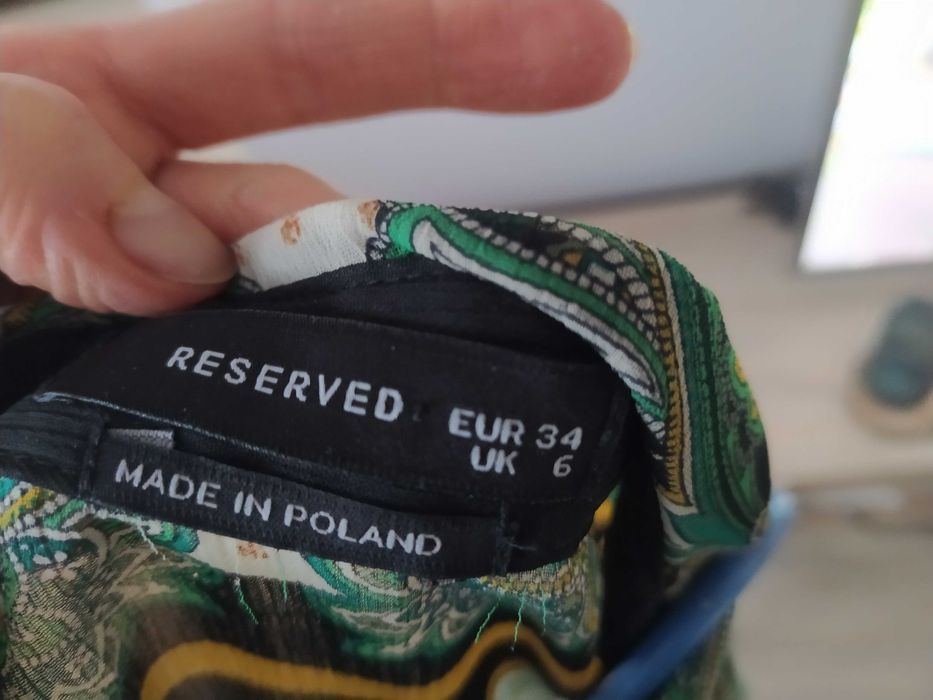 RESERVED
EUR 34
UK 6
MADE IN POLAND